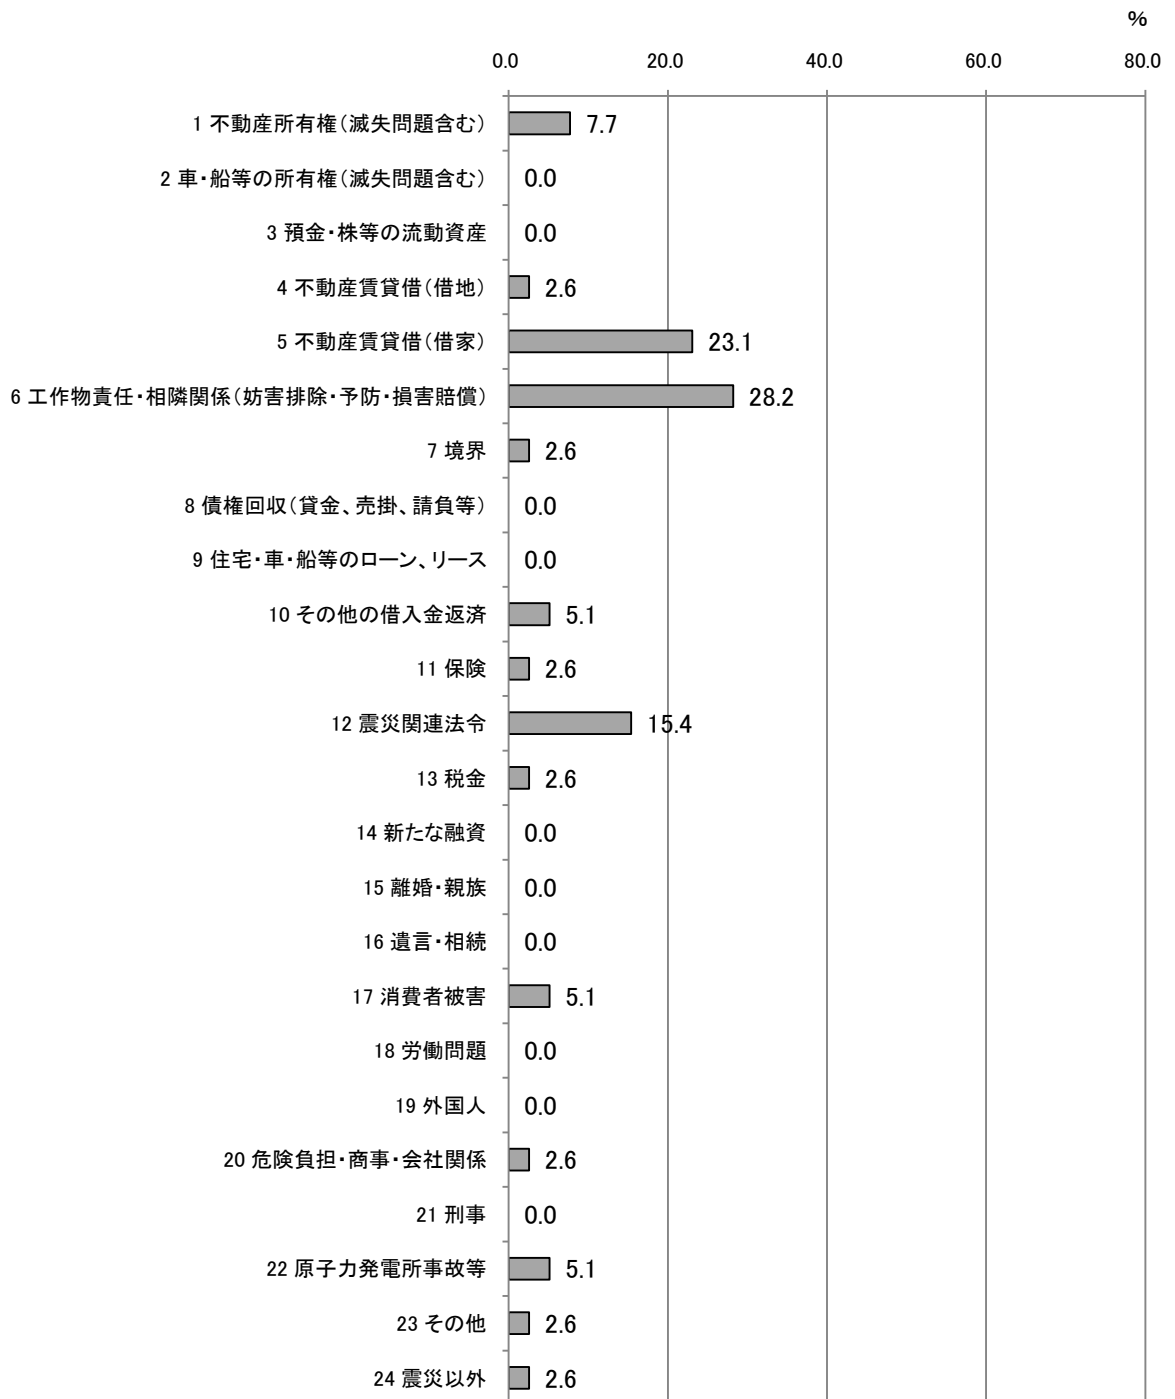 %
0.0 20.0 40.0 60.0 80.0
1 不動産所有権(滅失問題含む) 7.7
2 車・船等の所有権(滅失問題含む) 0.0
3 預金・株等の流動資産 0.0
4 不動産賃貸借(借地) 2.6
5 不動産賃貸借(借家) 23.1
6 工作物責任・相隣関係(妨害排除・予防・損害賠償) 28.2
7 境界 2.6
8 債権回収(貸金、売掛、請負等) 0.0
9 住宅・車・船等のローン、リース 0.0
10 その他の借入金返済 5.1
11 保険 2.6
12 震災関連法令 15.4
13 税金 2.6
14 新たな融資 0.0
15 離婚・親族 0.0
16 遺言・相続 0.0
17 消費者被害 5.1
18 労働問題 0.0
19 外国人 0.0
20 危険負担・商事・会社関係 2.6
21 刑事 0.0
22 原子力発電所事故等 5.1
23 その他 2.6
24 震災以外 2.6